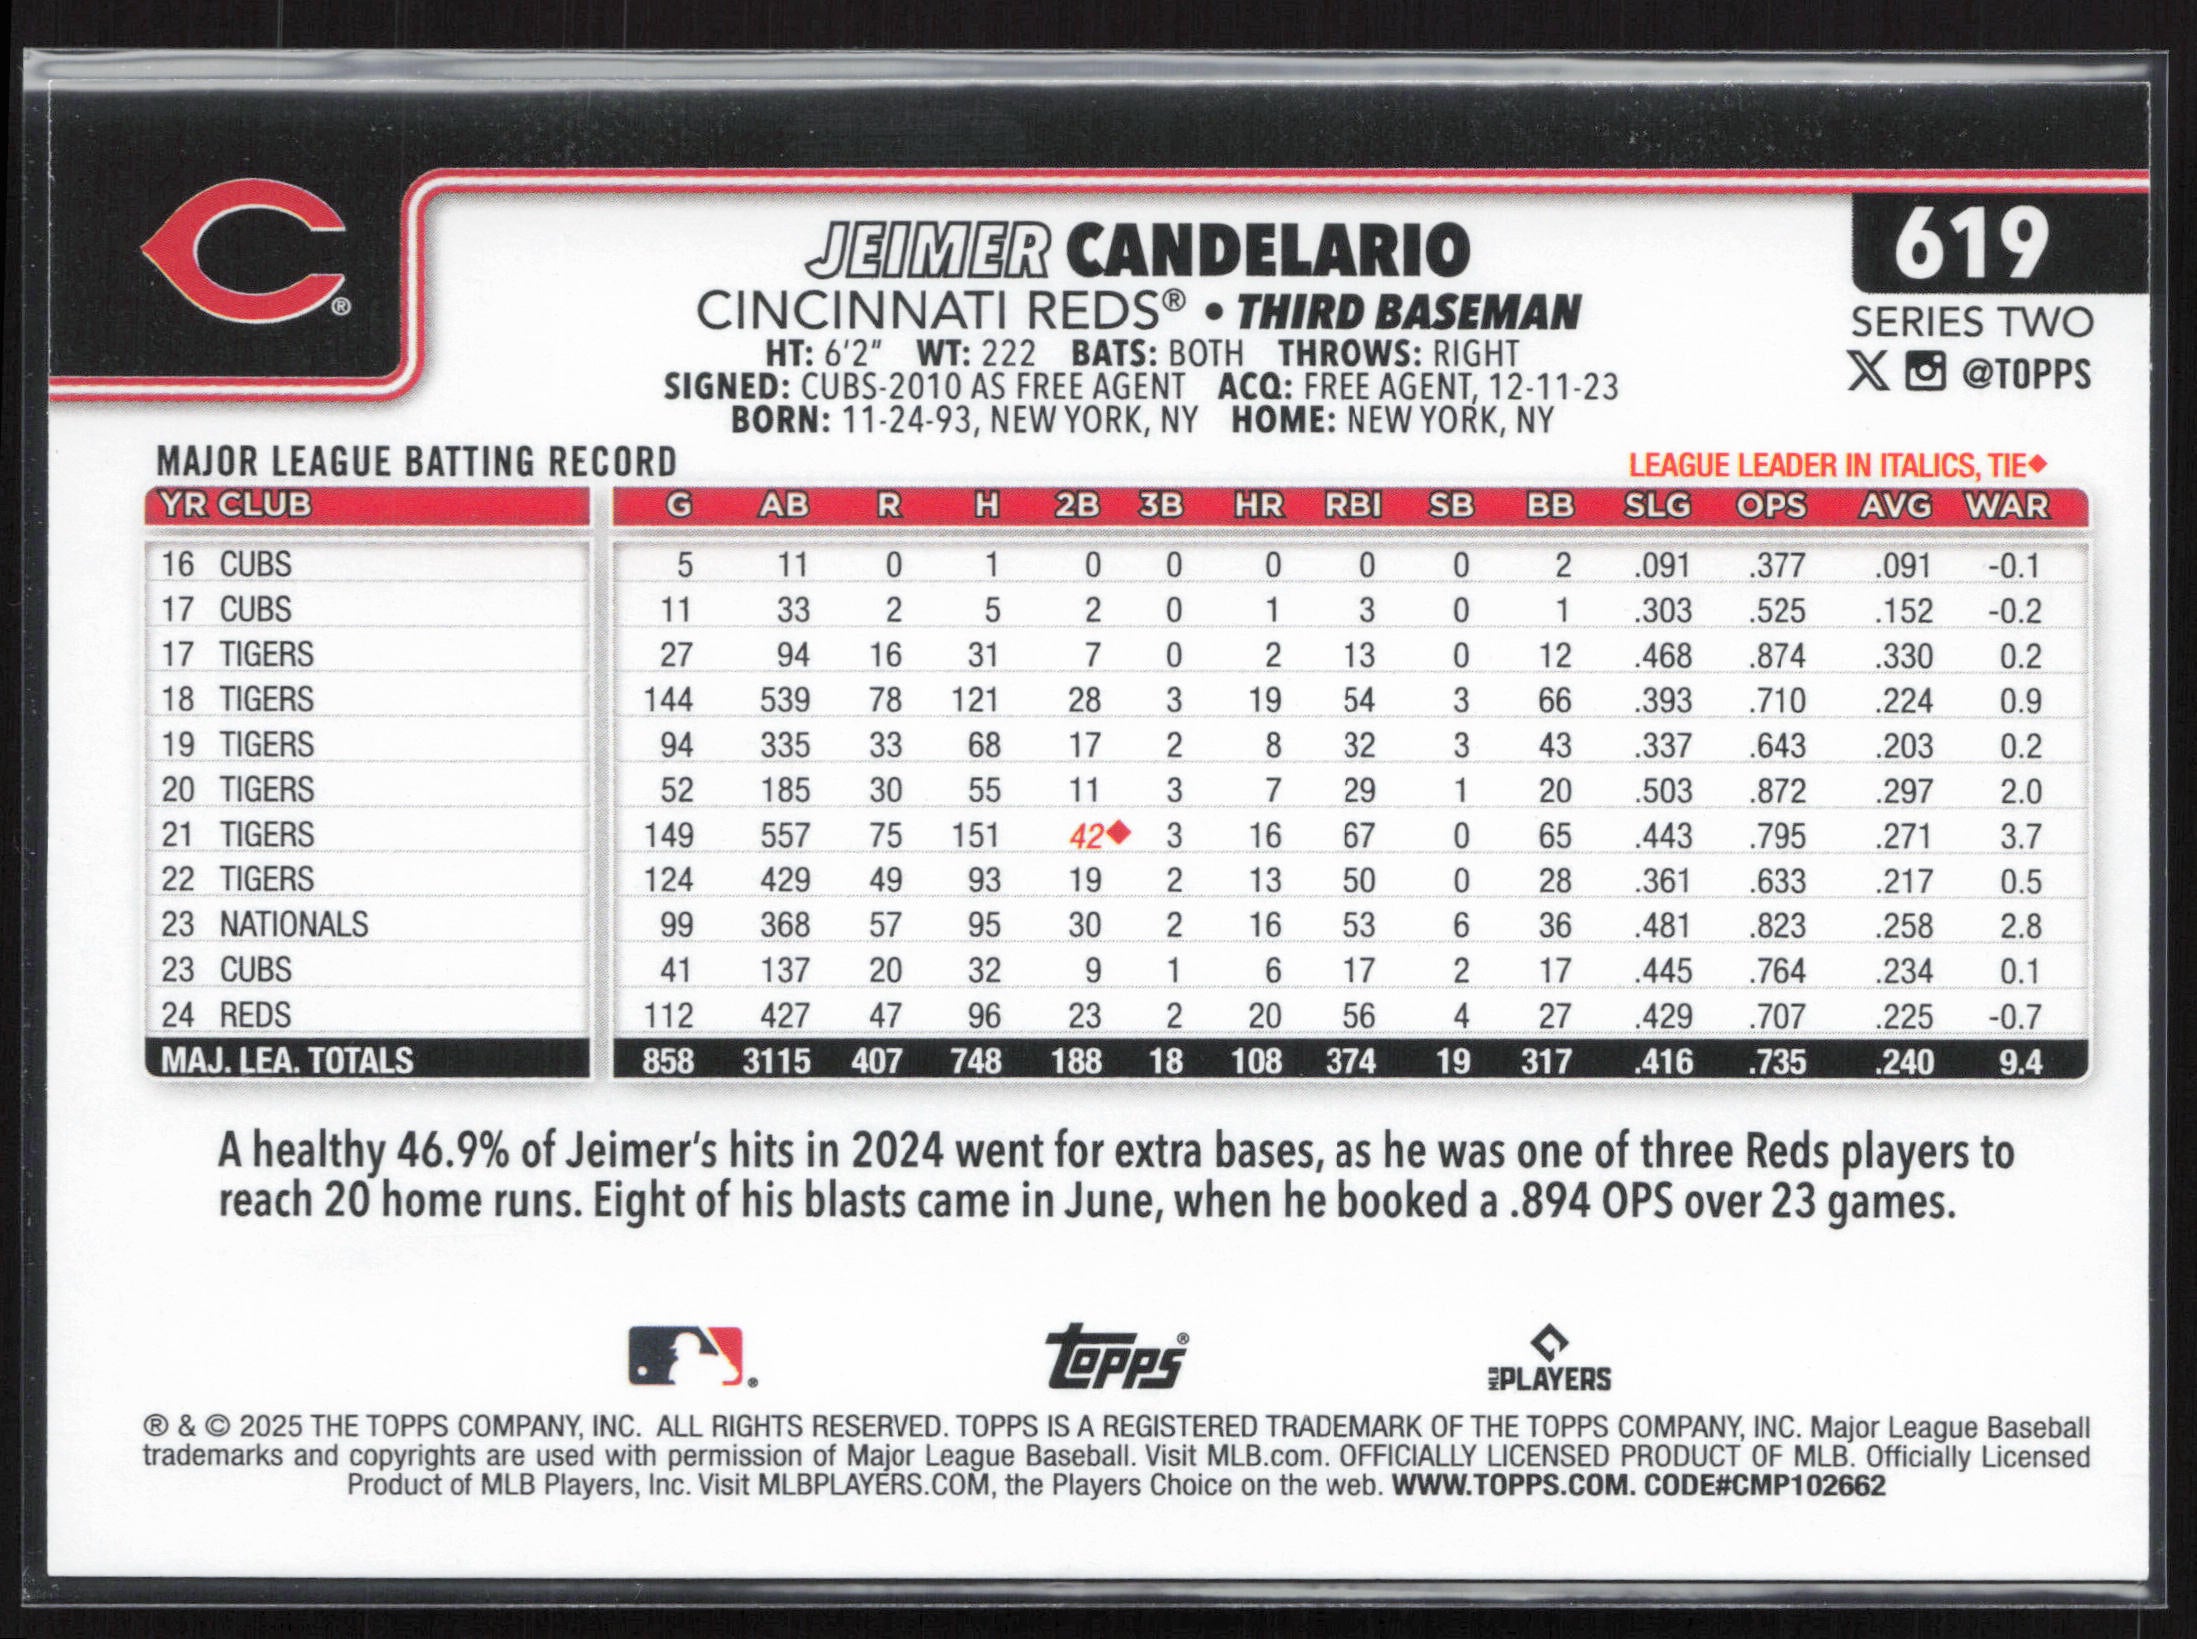 JEIMER CANDELARIO
619
CINCINNATI REDS® • THIRD BASEMAN
SERIES TWO
HT: 6'2" WT: 222 BATS: BOTH THROWS: RIGHT
@TOPPS
SIGNED: CUBS-2010 AS FREE AGENT ACQ: FREE AGENT, 12-11-23
BORN: 11-24-93, NEW YORK, NY HOME: NEW YORK, NY
®
MAJOR LEAGUE BATTING RECORD
LEAGUE LEADER IN ITALICS, TIE◆
YR CLUB G AB R H 2B 3B HR RBI SB BB SLG OPS AVG WAR
16 CUBS 5 11 0 1 0 0 0 0 0 2 .091 .377 .091 -0.1
17 CUBS 11 33 2 5 2 0 1 3 0 1 .303 .525 .152 -0.2
17 TIGERS 27 94 16 31 7 0 2 13 0 12 .468 .874 .330 0.2
18 TIGERS 144 539 78 121 28 3 19 54 3 66 .393 .710 .224 0.9
19 TIGERS 94 335 33 68 17 2 8 32 3 43 .337 .643 .203 0.2
20 TIGERS 52 185 30 55 11 3 7 29 1 20 .503 .872 .297 2.0
21 TIGERS 149 557 75 151 42◆ 3 16 67 0 65 .443 .795 .271 3.7
22 TIGERS 124 429 49 93 19 2 13 50 0 28 .361 .633 .217 0.5
23 NATIONALS 99 368 57 95 30 2 16 53 6 36 .481 .823 .258 2.8
23 CUBS 41 137 20 32 9 1 6 17 2 17 .445 .764 .234 0.1
24 REDS 112 427 47 96 23 2 20 56 4 27 .429 .707 .225 -0.7
MAJ. LEA. TOTALS 858 3115 407 748 188 18 108 374 19 317 .416 .735 .240 9.4
A healthy 46.9% of Jeimer's hits in 2024 went for extra bases, as he was one of three Reds players to
reach 20 home runs. Eight of his blasts came in June, when he booked a .894 OPS over 23 games.
® topps® MLB PLAYERS
® & © 2025 THE TOPPS COMPANY, INC. ALL RIGHTS RESERVED. TOPPS IS A REGISTERED TRADEMARK OF THE TOPPS COMPANY, INC. Major League Baseball
trademarks and copyrights are used with permission of Major League Baseball. Visit MLB.com. OFFICIALLY LICENSED PRODUCT OF MLB. Officially Licensed
Product of MLB Players, Inc. Visit MLBPLAYERS.COM, the Players Choice on the web. WWW.TOPPS.COM. CODE#CMP102662